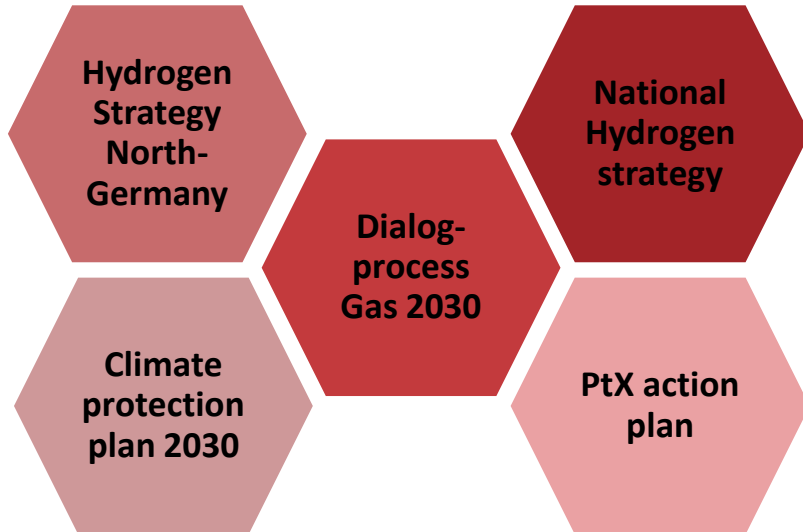 Hydrogen
Strategy
North-
Germany
National
Hydrogen
strategy
Dialog-
process
Gas 2030
Climate
protection
plan 2030
PtX action
plan